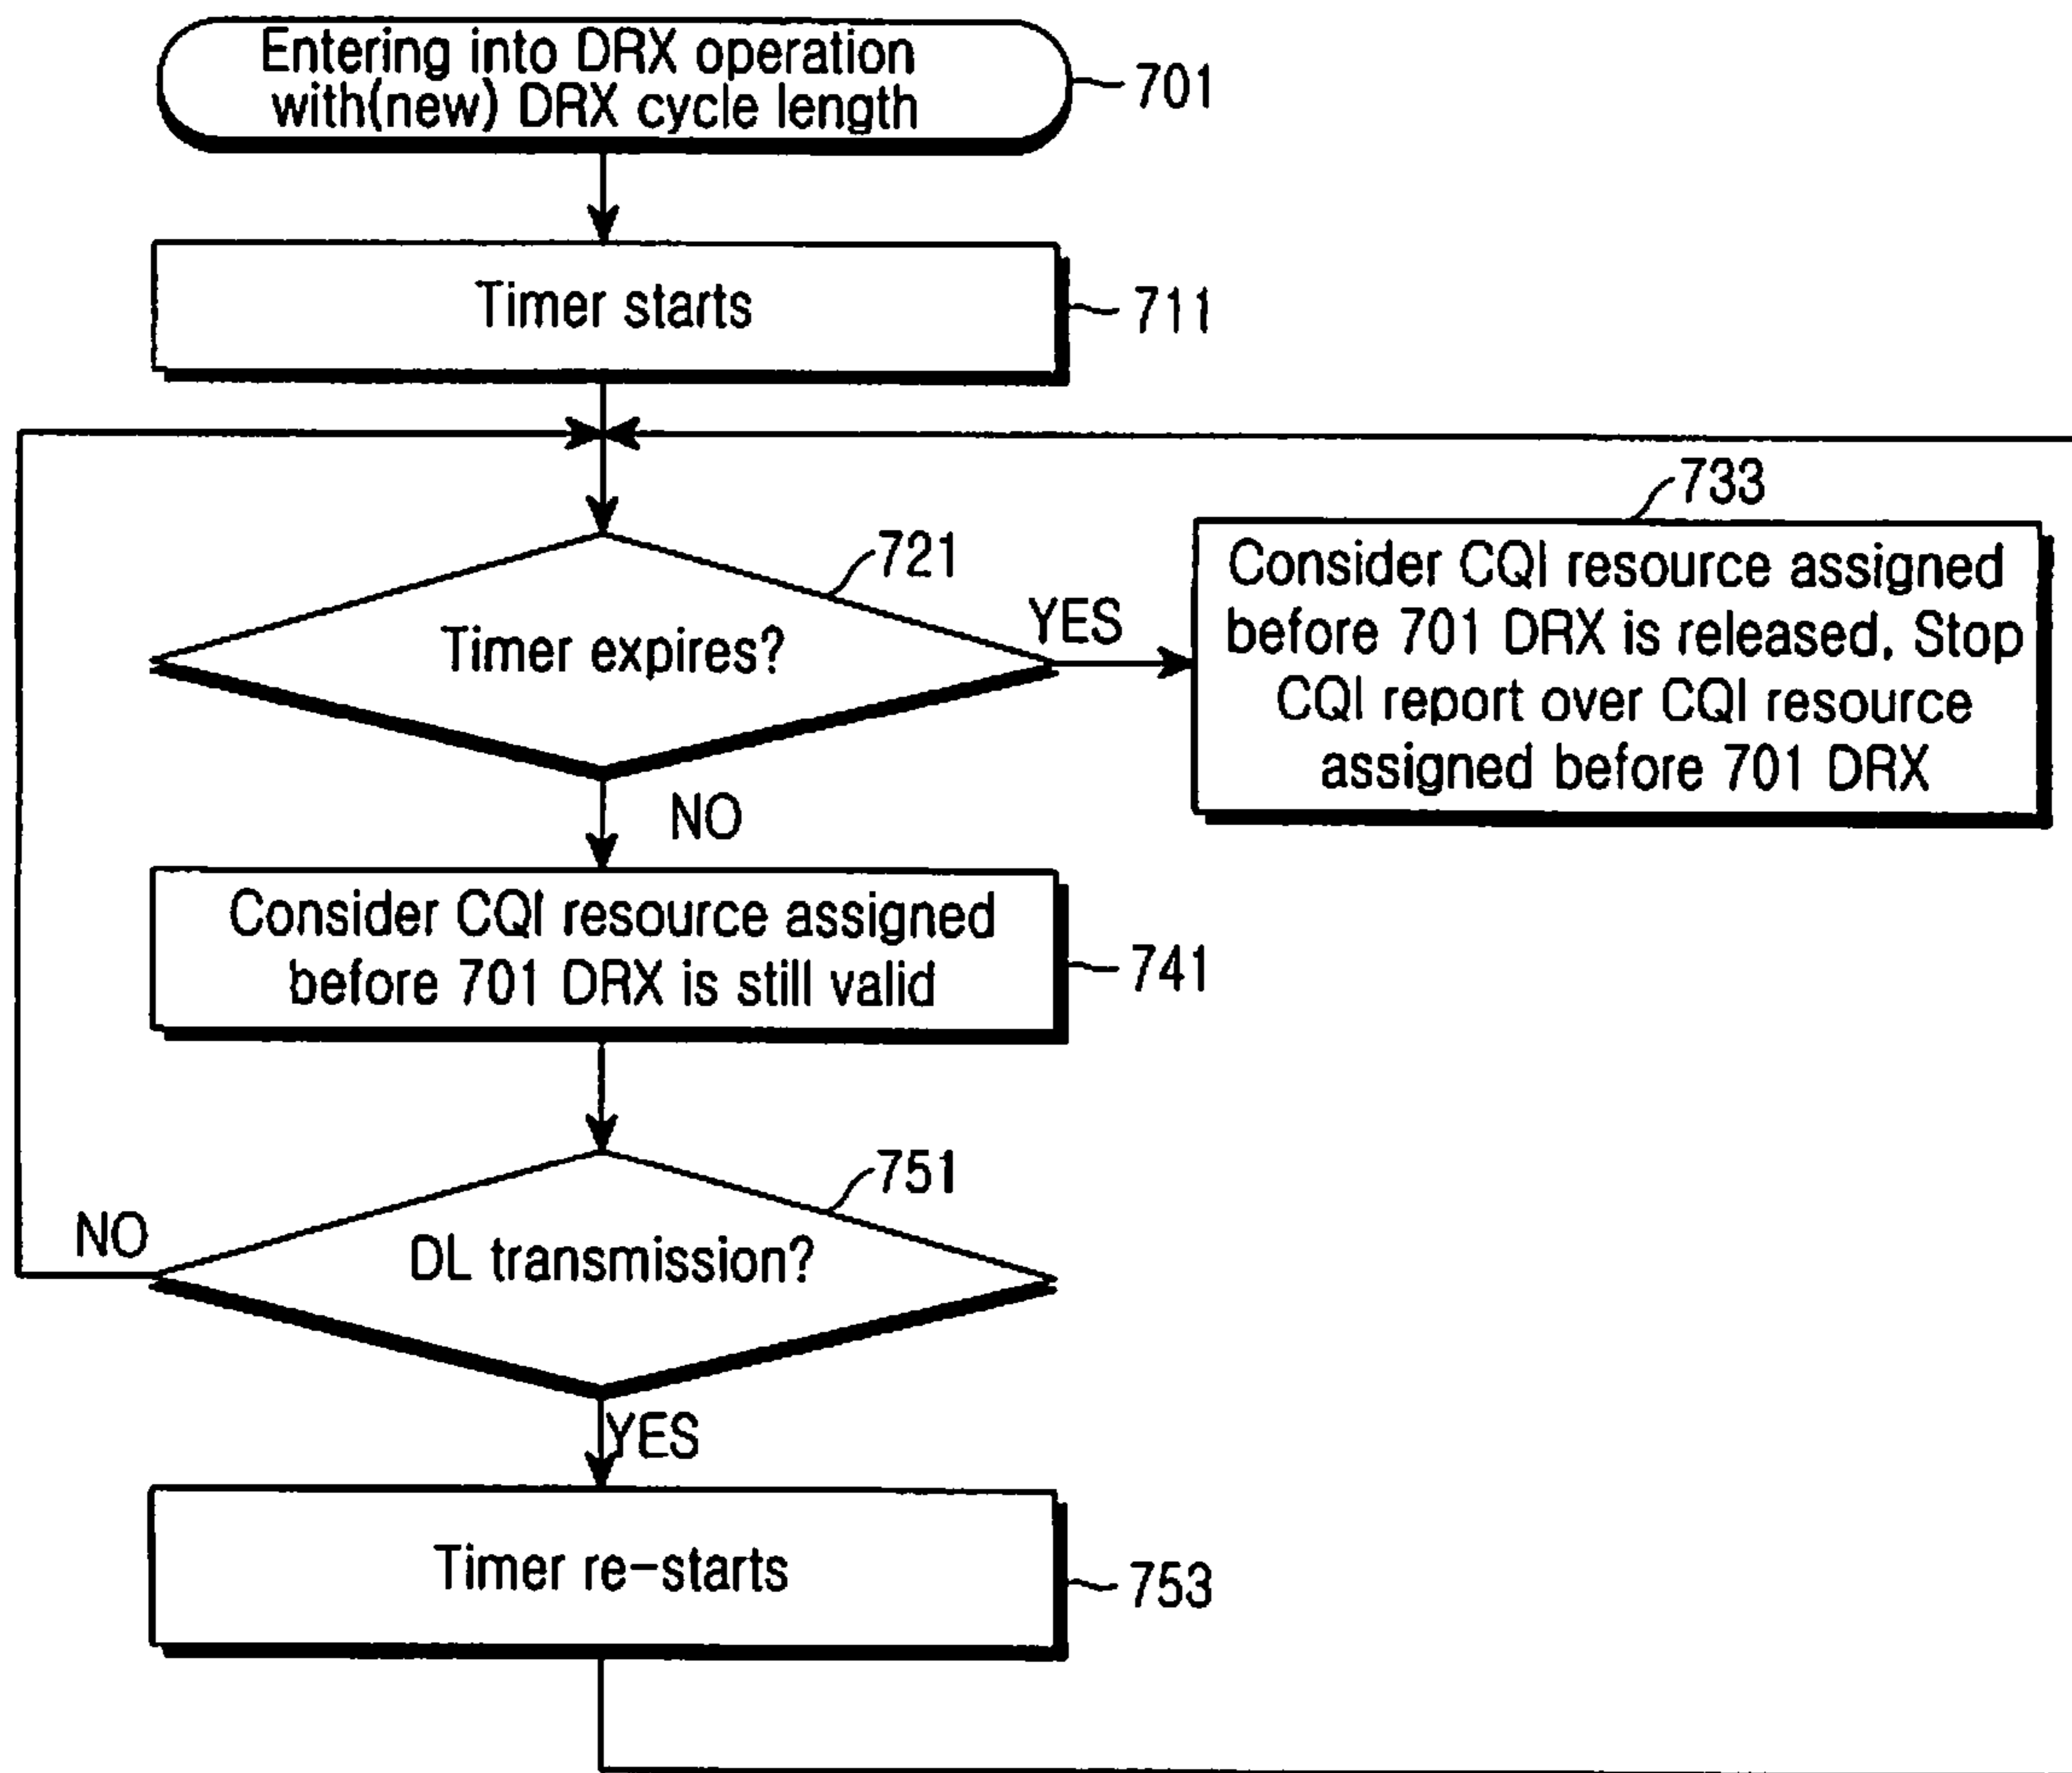 Entering into DRX operation
with(new) DRX cycle length
701
Timer starts
711
733
Consider CQI resource assigned
before 701 DRX is released. Stop
CQI report over CQI resource
assigned before 701 DRX
721
Timer expires?
YES
NO
Consider CQI resource assigned
before 701 DRX is still valid
741
751
DL transmission?
NO
YES
Timer re-starts
753